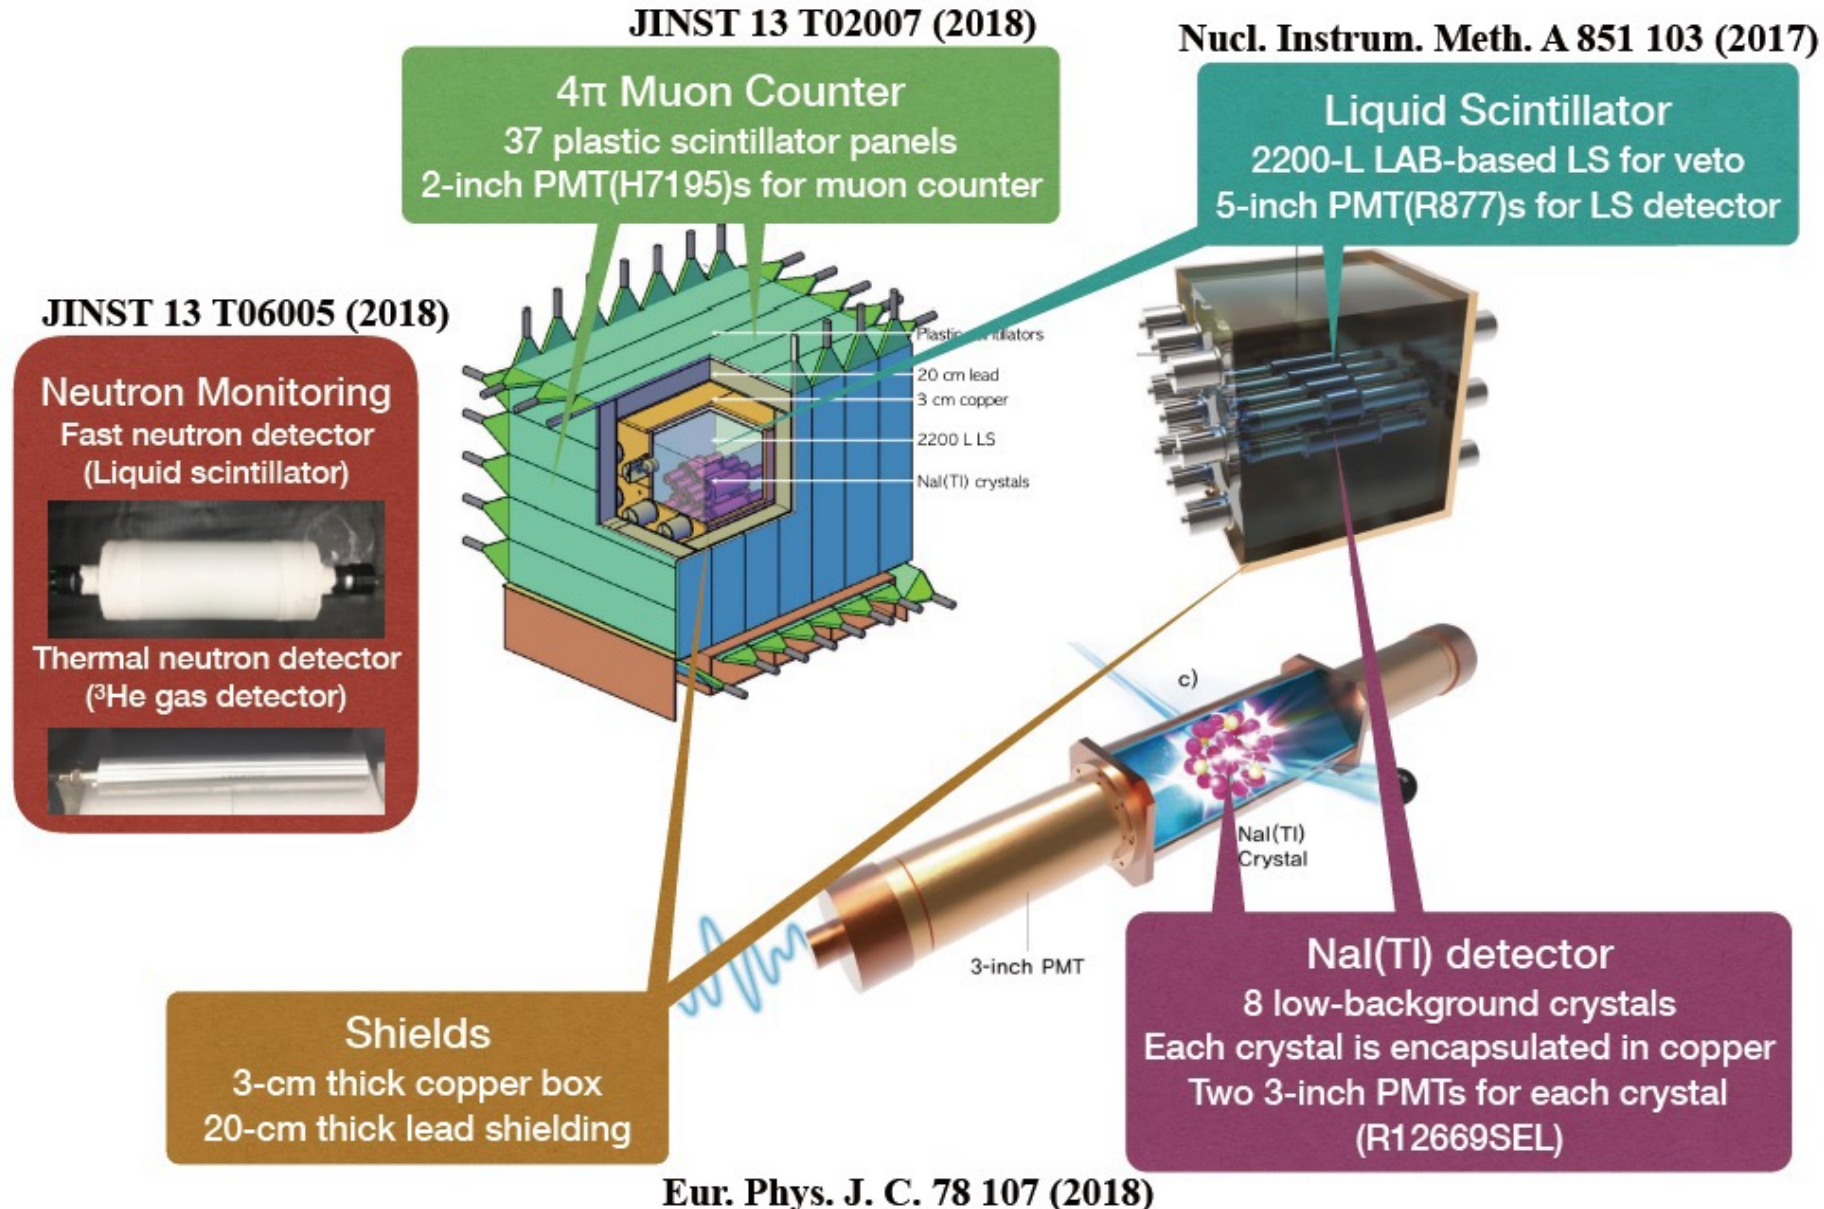 JINST 13 T02007 (2018)
Nucl. Instrum. Meth. A 851 103 (2017)
4π Muon Counter
37 plastic scintillator panels
2-inch PMT(H7195)s for muon counter
Liquid Scintillator
2200-L LAB-based LS for veto
5-inch PMT(R877)s for LS detector
JINST 13 T06005 (2018)
Neutron Monitoring
Fast neutron detector
(Liquid scintillator)
Thermal neutron detector
(³He gas detector)
20 cm lead
3 cm copper
2200 L LS
NaI(Tl) crystals
c)
NaI(Tl)
Crystal
3-inch PMT
Shields
3-cm thick copper box
20-cm thick lead shielding
NaI(Tl) detector
8 low-background crystals
Each crystal is encapsulated in copper
Two 3-inch PMTs for each crystal
(R12669SEL)
Eur. Phys. J. C. 78 107 (2018)